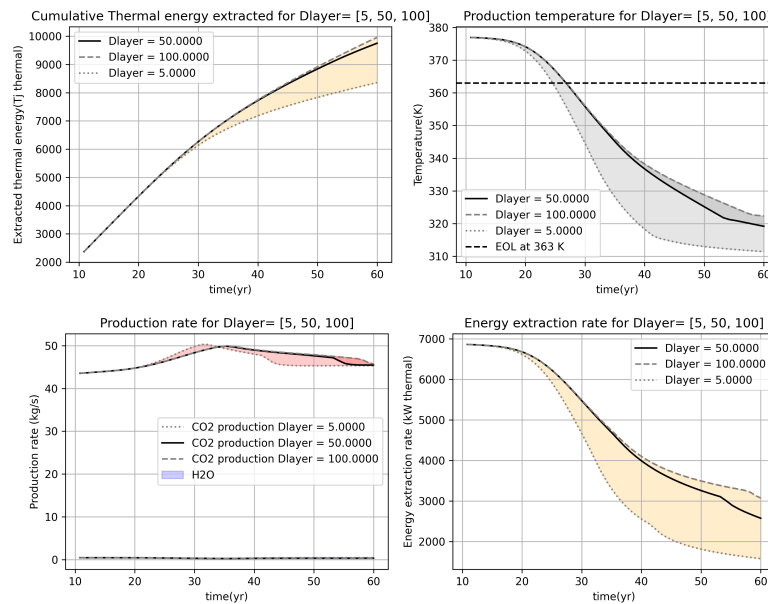 Cumulative Thermal energy extracted for Dlayer= [5, 50, 100]
Extracted thermal energy(Tj thermal)
10000
9000
8000
7000
6000
5000
4000
3000
2000
Dlayer = 50.0000
Dlayer = 100.0000
Dlayer = 5.0000
10 20 30 40 50 60
time(yr)
Production temperature for Dlayer= [5, 50, 100]
Temperature(K)
380
370
360
350
340
330
320
310
Dlayer = 50.0000
Dlayer = 100.0000
Dlayer = 5.0000
EOL at 363 K
10 20 30 40 50 60
time(yr)
Production rate for Dlayer= [5, 50, 100]
Production rate (kg/s)
50
40
30
20
10
0
CO2 production Dlayer = 5.0000
CO2 production Dlayer = 50.0000
CO2 production Dlayer = 100.0000
H2O
10 20 30 40 50 60
time(yr)
Energy extraction rate for Dlayer= [5, 50, 100]
Energy extraction rate (kW thermal)
7000
6000
5000
4000
3000
2000
Dlayer = 50.0000
Dlayer = 100.0000
Dlayer = 5.0000
10 20 30 40 50 60
time(yr)